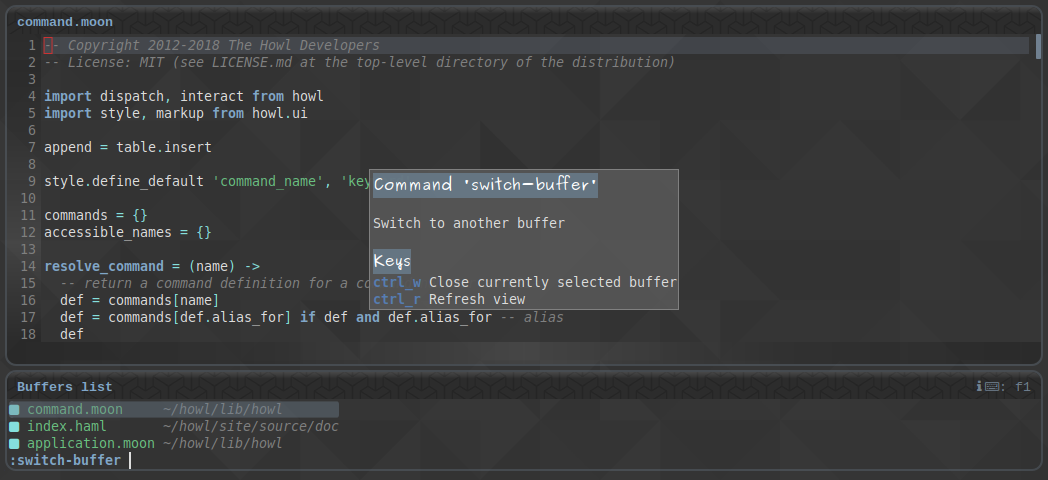 command.moon
1 -- Copyright 2012-2018 The Howl Developers
2 -- License: MIT (see LICENSE.md at the top-level directory of the distribution)
3
4 import dispatch, interact from howl
5 import style, markup from howl.ui
6
7 append = table.insert
8
9 style.define_default 'command_name', 'key
10
11 commands = {}
12 accessible_names = {}
13
14 resolve_command = (name) ->
15 -- return a command definition for a co
16 def = commands[name]
17 def = commands[def.alias_for] if def and def.alias_for -- alias
18 def
Command 'switch-buffer'
Switch to another buffer
Keys
ctrl_w Close currently selected buffer
ctrl_r Refresh view
Buffers list
: f1
command.moon ~/howl/lib/howl
index.haml ~/howl/site/source/doc
application.moon ~/howl/lib/howl
:switch-buffer